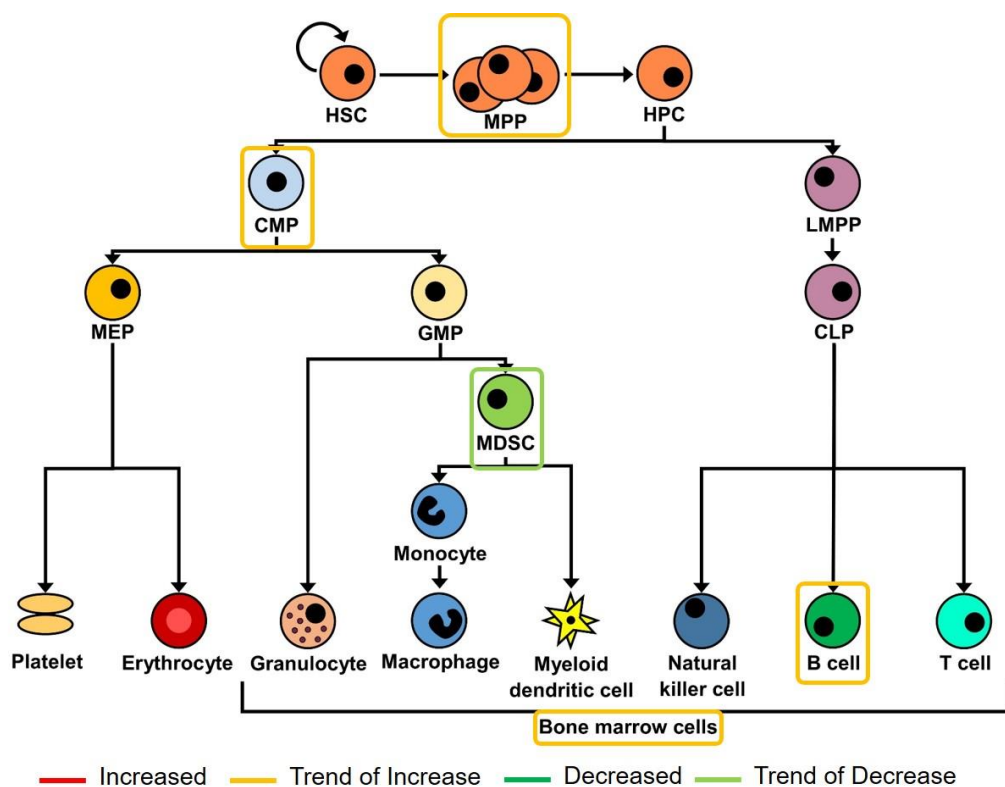 HSC
MPP
HPC
CMP
LMPP
MEP
GMP
CLP
MDSC
Monocyte
Platelet
Erythrocyte
Granulocyte
Macrophage
Myeloid
dendritic cell
Natural
killer cell
B cell
T cell
Bone marrow cells
Increased
Trend of Increase
Decreased
Trend of Decrease